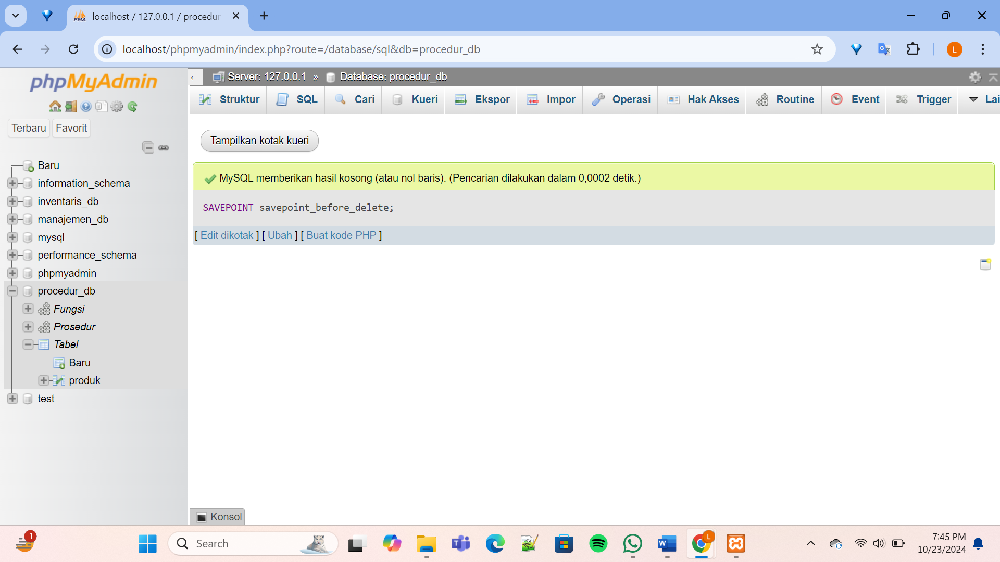 localhost / 127.0.0.1 / procedur_
localhost/phpmyadmin/index.php?route=/database/sql&db=procedur_db
L
phpMyAdmin
Terbaru
Favorit
Baru
information_schema
inventaris_db
manajemen_db
mysql
performance_schema
phpmyadmin
procedur_db
Fungsi
Prosedur
Tabel
Baru
produk
test
Server: 127.0.0.1 » Database: procedur_db
Struktur
SQL
Cari
Kueri
Ekspor
Impor
Operasi
Hak Akses
Routine
Event
Trigger
Lai
Tampilkan kotak kueri
MySQL memberikan hasil kosong (atau nol baris). (Pencarian dilakukan dalam 0,0002 detik.)
SAVEPOINT savepoint_before_delete;
[ Edit dikotak ] [ Ubah ] [ Buat kode PHP ]
Konsol
1
Search
L
7:45 PM
10/23/2024